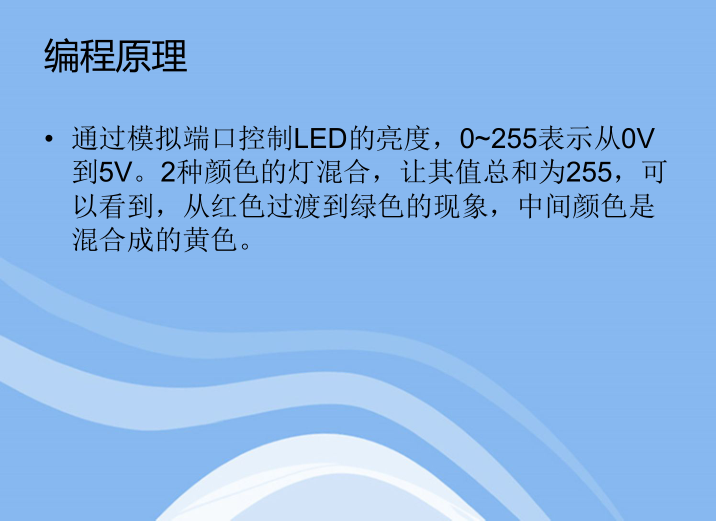 编程原理
• 通过模拟端口控制LED的亮度，0~255表示从0V
到5V。2种颜色的灯混合，让其值总和为255，可
以看到，从红色过渡到绿色的现象，中间颜色是
混合成的黄色。